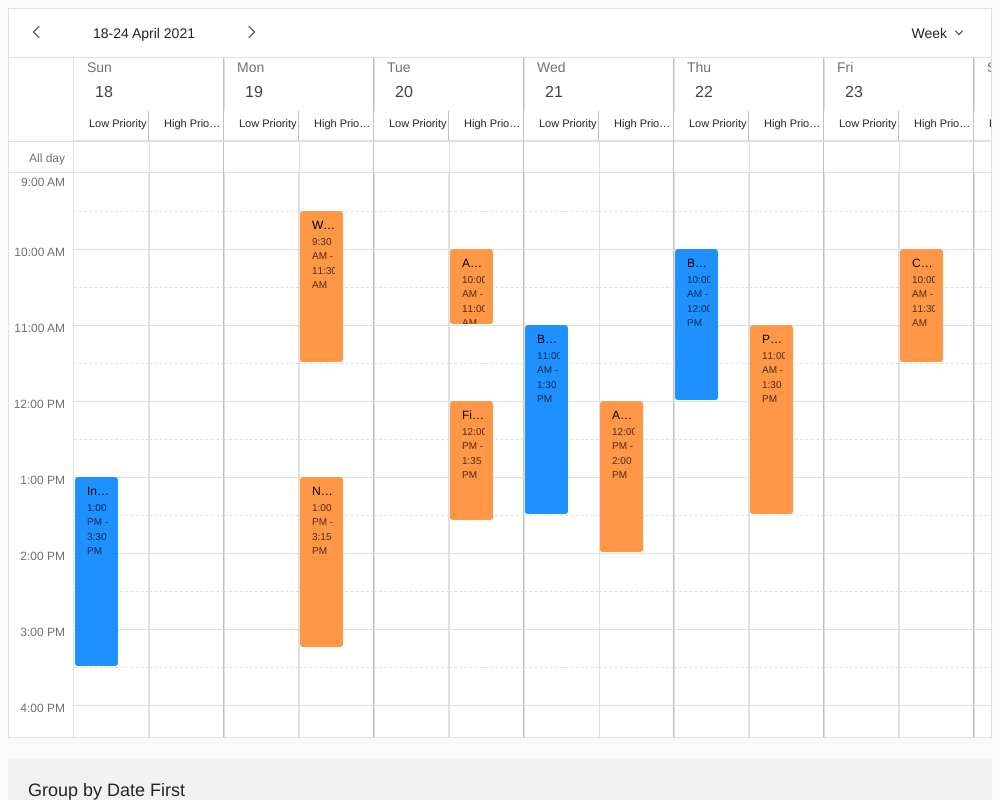 18-24 April 2021
Week
Sun Mon Tue Wed Thu Fri
18 19 20 21 22 23
Low Priority High Prio… Low Priority High Prio… Low Priority High Prio… Low Priority High Prio… Low Priority High Prio… Low Priority High Prio…
All day
9:00 AM
10:00 AM
11:00 AM
12:00 PM
1:00 PM
2:00 PM
3:00 PM
4:00 PM
In...
1:00
PM -
3:30
PM
W...
9:30
AM -
11:30
AM
N...
1:00
PM -
3:15
PM
A...
10:00
AM -
11:00
AM
Fi...
12:00
PM -
1:35
PM
B...
11:00
AM -
1:30
PM
A...
12:00
PM -
2:00
PM
B...
10:00
AM -
12:00
PM
P...
11:00
AM -
1:30
PM
C...
10:00
AM -
11:30
AM
Group by Date First